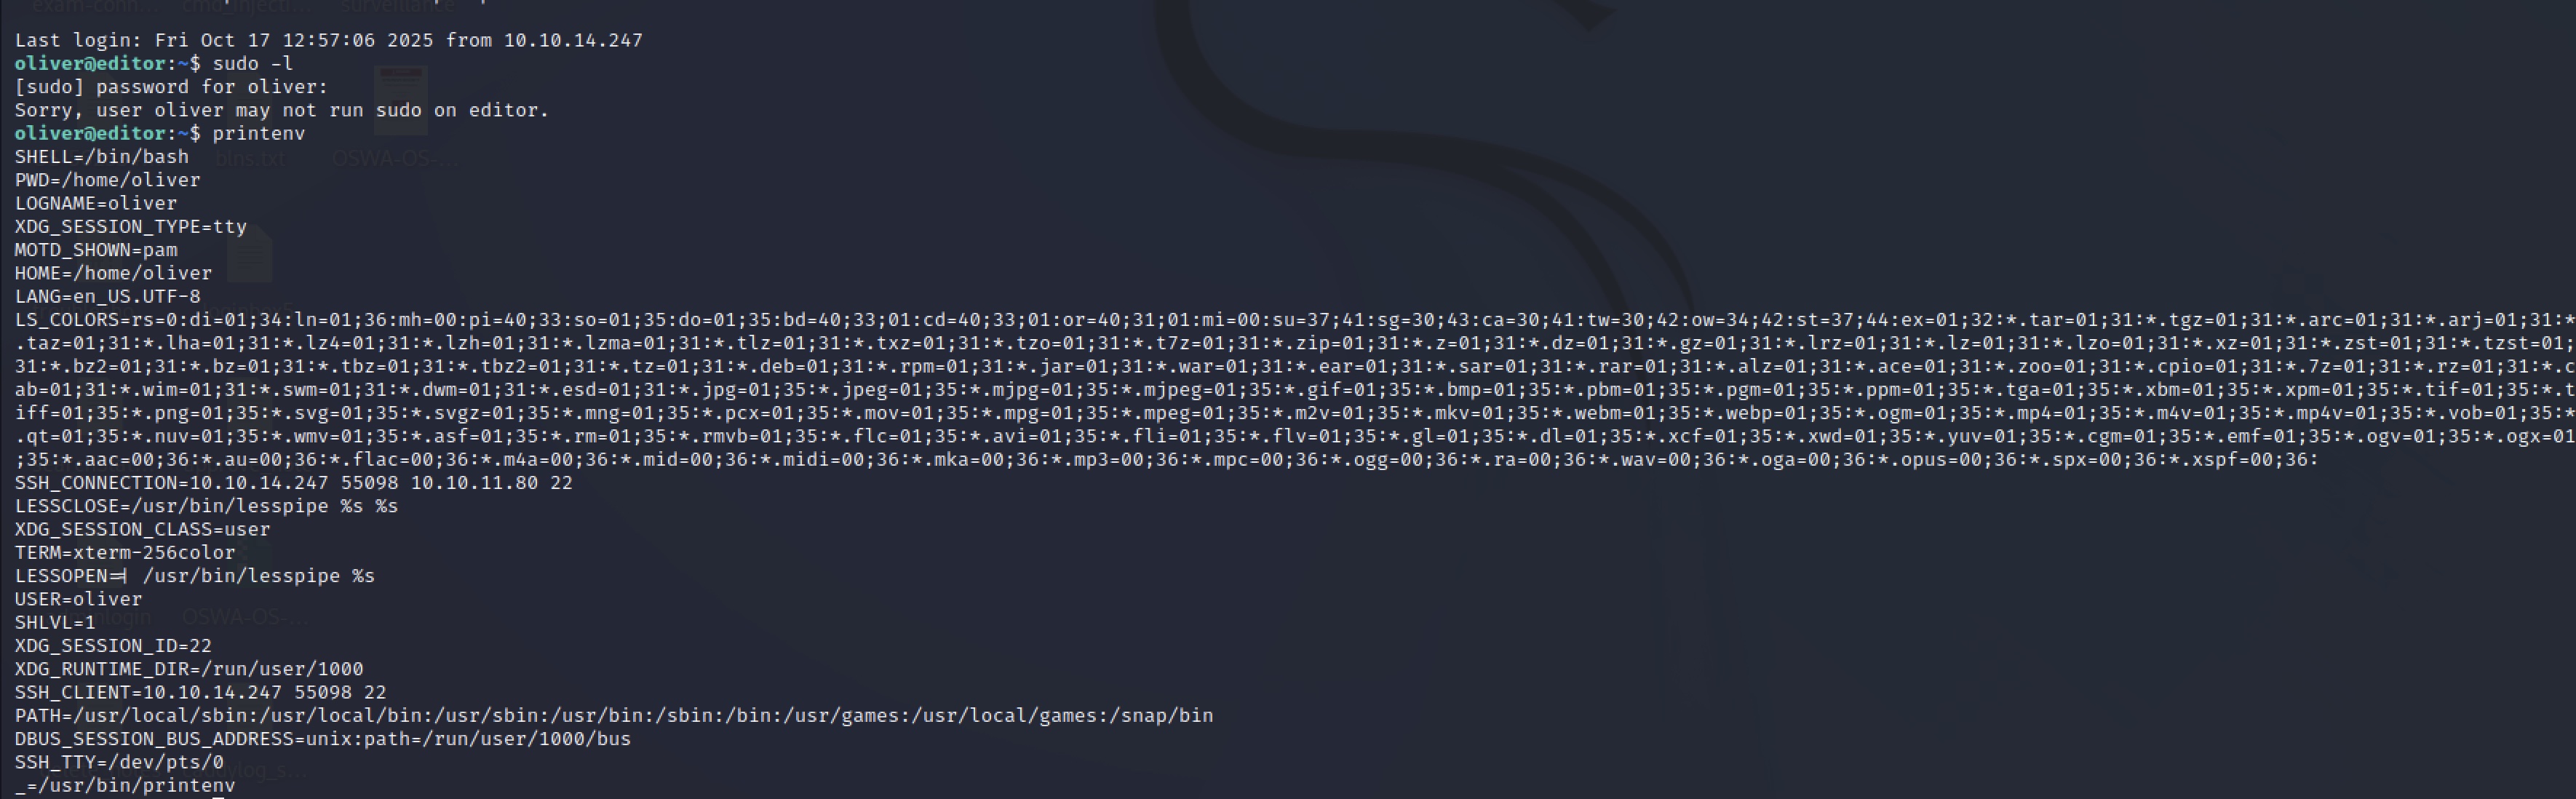 exam-conn... cmd_injecti... surveillance
Last login: Fri Oct 17 12:57:06 2025 from 10.10.14.247
oliver@editor:~$ sudo -l
[sudo] password for oliver:
Sorry, user oliver may not run sudo on editor.
oliver@editor:~$ printenv
SHELL=/bin/bash
blns.txt OSWA-OS-...
PWD=/home/oliver
LOGNAME=oliver
XDG_SESSION_TYPE=tty
MOTD_SHOWN=pam
HOME=/home/oliver
LANG=en_US.UTF-8
LS_COLORS=rs=0:di=01;34:ln=01;36:mh=00:pi=40;33:so=01;35:do=01;35:bd=40;33;01:cd=40;33;01:or=40;31;01:mi=00:su=37;41:sg=30;43:ca=30;41:tw=30;42:ow=34;42:st=37;44:ex=01;32:*.tar=01;31:*.tgz=01;31:*.arc=01;31:*.arj=01;31:*
.taz=01;31:*.lha=01;31:*.lz4=01;31:*.lzh=01;31:*.lzma=01;31:*.tlz=01;31:*.txz=01;31:*.tzo=01;31:*.t7z=01;31:*.zip=01;31:*.z=01;31:*.dz=01;31:*.gz=01;31:*.lrz=01;31:*.lz=01;31:*.lzo=01;31:*.xz=01;31:*.zst=01;31:*.tzst=01;
31:*.bz2=01;31:*.bz=01;31:*.tbz=01;31:*.tbz2=01;31:*.tz=01;31:*.deb=01;31:*.rpm=01;31:*.jar=01;31:*.war=01;31:*.ear=01;31:*.sar=01;31:*.rar=01;31:*.alz=01;31:*.ace=01;31:*.zoo=01;31:*.cpio=01;31:*.7z=01;31:*.rz=01;31:*.c
ab=01;31:*.wim=01;31:*.swm=01;31:*.dwm=01;31:*.esd=01;31:*.jpg=01;35:*.jpeg=01;35:*.mjpg=01;35:*.mjpeg=01;35:*.gif=01;35:*.bmp=01;35:*.pbm=01;35:*.pgm=01;35:*.ppm=01;35:*.tga=01;35:*.xbm=01;35:*.xpm=01;35:*.tif=01;35:*.t
iff=01;35:*.png=01;35:*.svg=01;35:*.svgz=01;35:*.mng=01;35:*.pcx=01;35:*.mov=01;35:*.mpg=01;35:*.mpeg=01;35:*.m2v=01;35:*.mkv=01;35:*.webm=01;35:*.webp=01;35:*.ogm=01;35:*.mp4=01;35:*.m4v=01;35:*.mp4v=01;35:*.vob=01;35:*
.qt=01;35:*.nuv=01;35:*.wmv=01;35:*.asf=01;35:*.rm=01;35:*.rmvb=01;35:*.flc=01;35:*.avi=01;35:*.fli=01;35:*.flv=01;35:*.gl=01;35:*.dl=01;35:*.xcf=01;35:*.xwd=01;35:*.yuv=01;35:*.cgm=01;35:*.emf=01;35:*.ogv=01;35:*.ogx=01
;35:*.aac=00;36:*.au=00;36:*.flac=00;36:*.m4a=00;36:*.mid=00;36:*.midi=00;36:*.mka=00;36:*.mp3=00;36:*.mpc=00;36:*.ogg=00;36:*.ra=00;36:*.wav=00;36:*.oga=00;36:*.opus=00;36:*.spx=00;36:*.xspf=00;36:
SSH_CONNECTION=10.10.14.247 55098 10.10.11.80 22
LESSCLOSE=/usr/bin/lesspipe %s %s
XDG_SESSION_CLASS=user
TERM=xterm-256color
LESSOPEN=| /usr/bin/lesspipe %s
USER=oliver
OSWA-OS-...
SHLVL=1
XDG_SESSION_ID=22
XDG_RUNTIME_DIR=/run/user/1000
SSH_CLIENT=10.10.14.247 55098 22
PATH=/usr/local/sbin:/usr/local/bin:/usr/sbin:/usr/bin:/sbin:/bin:/usr/games:/usr/local/games:/snap/bin
DBUS_SESSION_BUS_ADDRESS=unix:path=/run/user/1000/bus
SSH_TTY=/dev/pts/0
_=/usr/bin/printenv